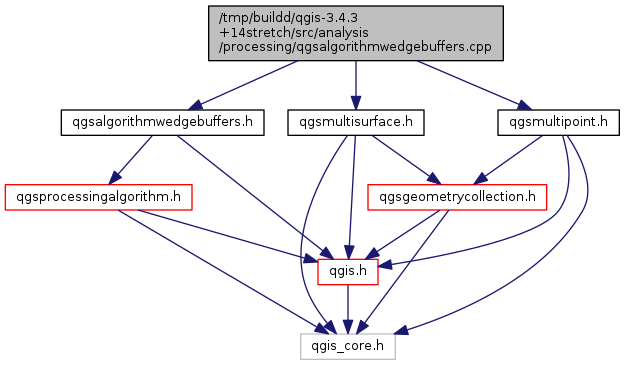 /tmp/buildd/qgis-3.4.3
+14stretch/src/analysis
/processing/qgsalgorithmwedgebuffers.cpp
qgsalgorithmwedgebuffers.h
qgsmultisurface.h
qgsmultipoint.h
qgsprocessingalgorithm.h
qgsgeometrycollection.h
qgis.h
qgis_core.h